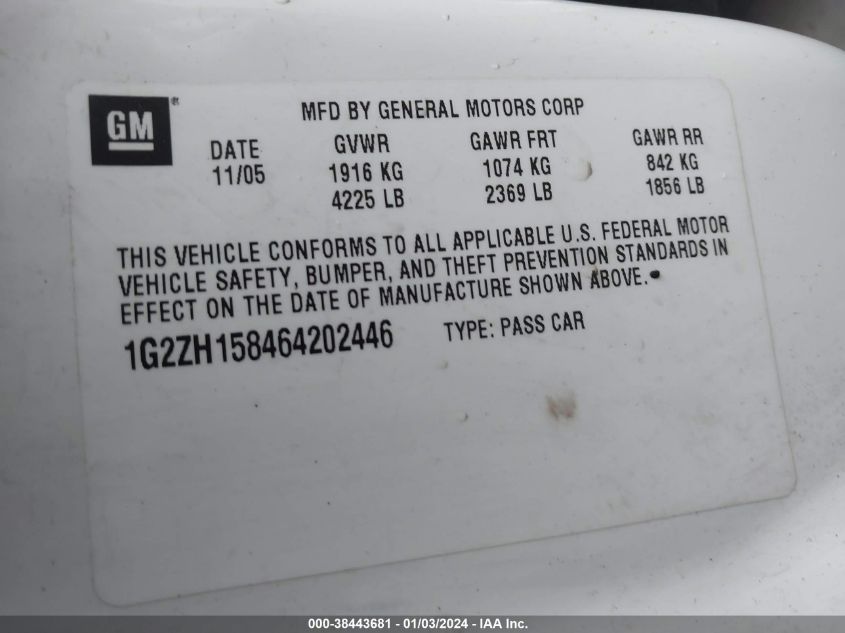 GM®
MFD BY GENERAL MOTORS CORP
DATE GVWR GAWR FRT GAWR RR
11/05 1916 KG 1074 KG 842 KG
4225 LB 2369 LB 1856 LB
THIS VEHICLE CONFORMS TO ALL APPLICABLE U.S. FEDERAL MOTOR
VEHICLE SAFETY, BUMPER, AND THEFT PREVENTION STANDARDS IN
EFFECT ON THE DATE OF MANUFACTURE SHOWN ABOVE.
1G2ZH158464202446 TYPE: PASS CAR
000-38443681 - 01/03/2024 - IAA Inc.